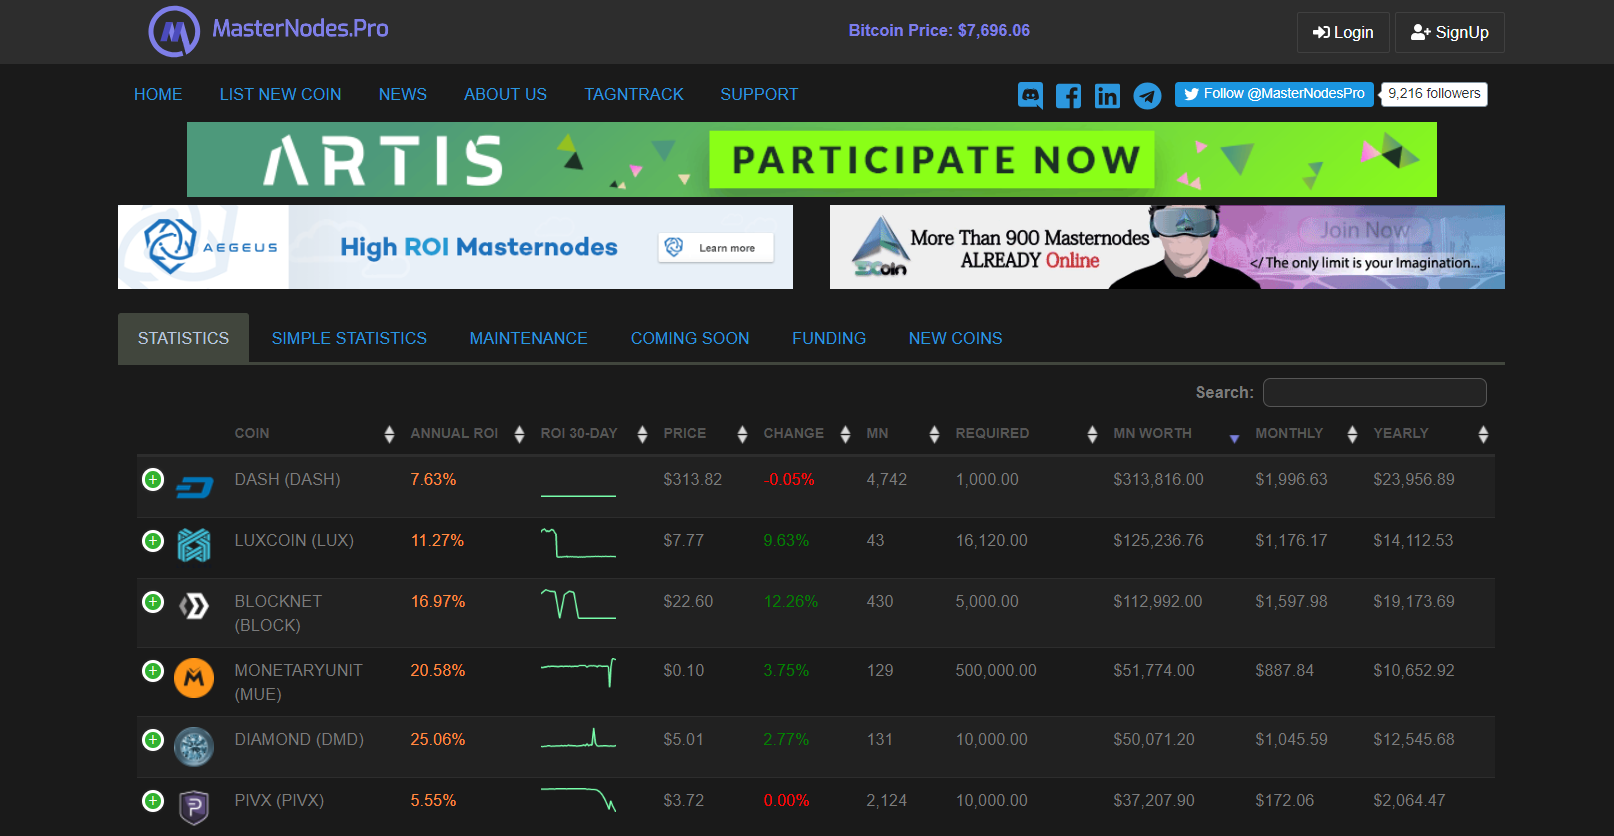 MasterNodes.Pro
Bitcoin Price: $7,696.06
Login
SignUp
HOME LIST NEW COIN NEWS ABOUT US TAGNTRACK SUPPORT
Follow @MasterNodesPro 9,216 followers
ARTIS PARTICIPATE NOW
AEGEUS High ROI Masternodes Learn more
More Than 900 Masternodes
ALREADY Online
Join Now
</ The only limit is your Imagination...
STATISTICS SIMPLE STATISTICS MAINTENANCE COMING SOON FUNDING NEW COINS
Search:
COIN ANNUAL ROI ROI 30-DAY PRICE CHANGE MN REQUIRED MN WORTH MONTHLY YEARLY
DASH (DASH) 7.63% $313.82 -0.05% 4,742 1,000.00 $313,816.00 $1,996.63 $23,956.89
LUXCOIN (LUX) 11.27% $7.77 9.63% 43 16,120.00 $125,236.76 $1,176.17 $14,112.53
BLOCKNET (BLOCK) 16.97% $22.60 12.26% 430 5,000.00 $112,992.00 $1,597.98 $19,173.69
MONETARYUNIT (MUE) 20.58% $0.10 3.75% 129 500,000.00 $51,774.00 $887.84 $10,652.92
DIAMOND (DMD) 25.06% $5.01 2.77% 131 10,000.00 $50,071.20 $1,045.59 $12,545.68
PIVX (PIVX) 5.55% $3.72 0.00% 2,124 10,000.00 $37,207.90 $172.06 $2,064.47